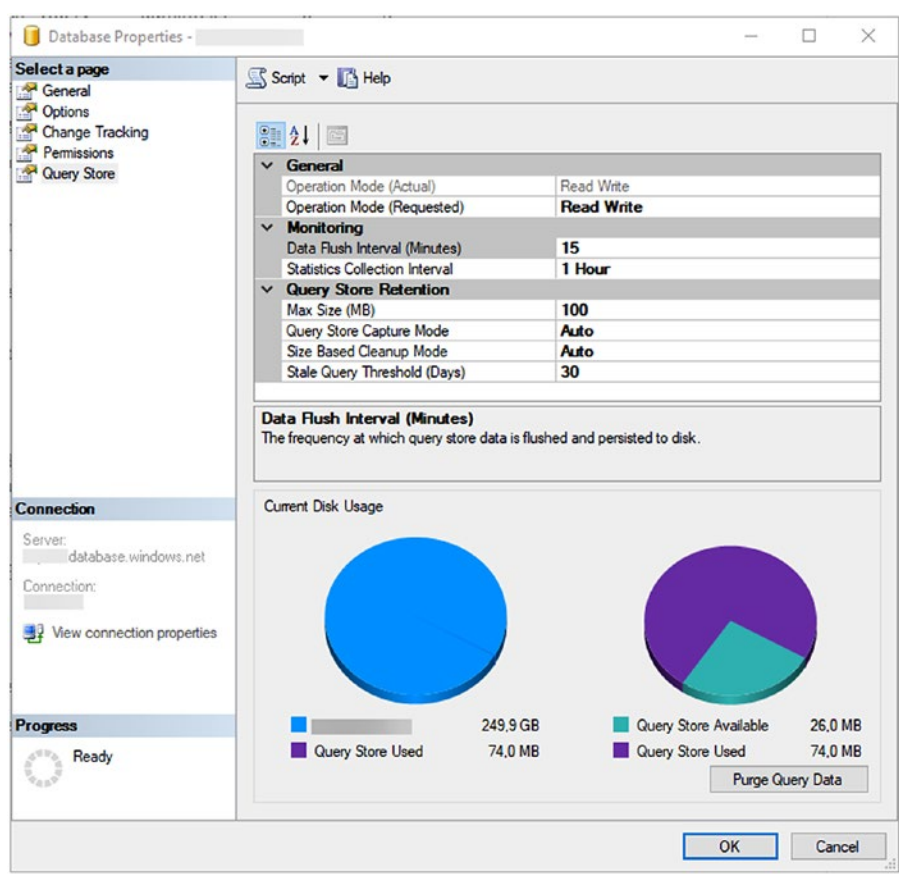 Database Properties -
Select a page
General
Options
Change Tracking
Permissions
Query Store
Script Help
General
Operation Mode (Actual) Read Write
Operation Mode (Requested) Read Write
Monitoring
Data Flush Interval (Minutes) 15
Statistics Collection Interval 1 Hour
Query Store Retention
Max Size (MB) 100
Query Store Capture Mode Auto
Size Based Cleanup Mode Auto
Stale Query Threshold (Days) 30
Data Flush Interval (Minutes)
The frequency at which query store data is flushed and persisted to disk.
Connection
Server:
database.windows.net
Connection:
View connection properties
Progress
Ready
Current Disk Usage
249,9 GB
Query Store Used 74,0 MB
Query Store Available 26,0 MB
Query Store Used 74,0 MB
Purge Query Data
OK Cancel